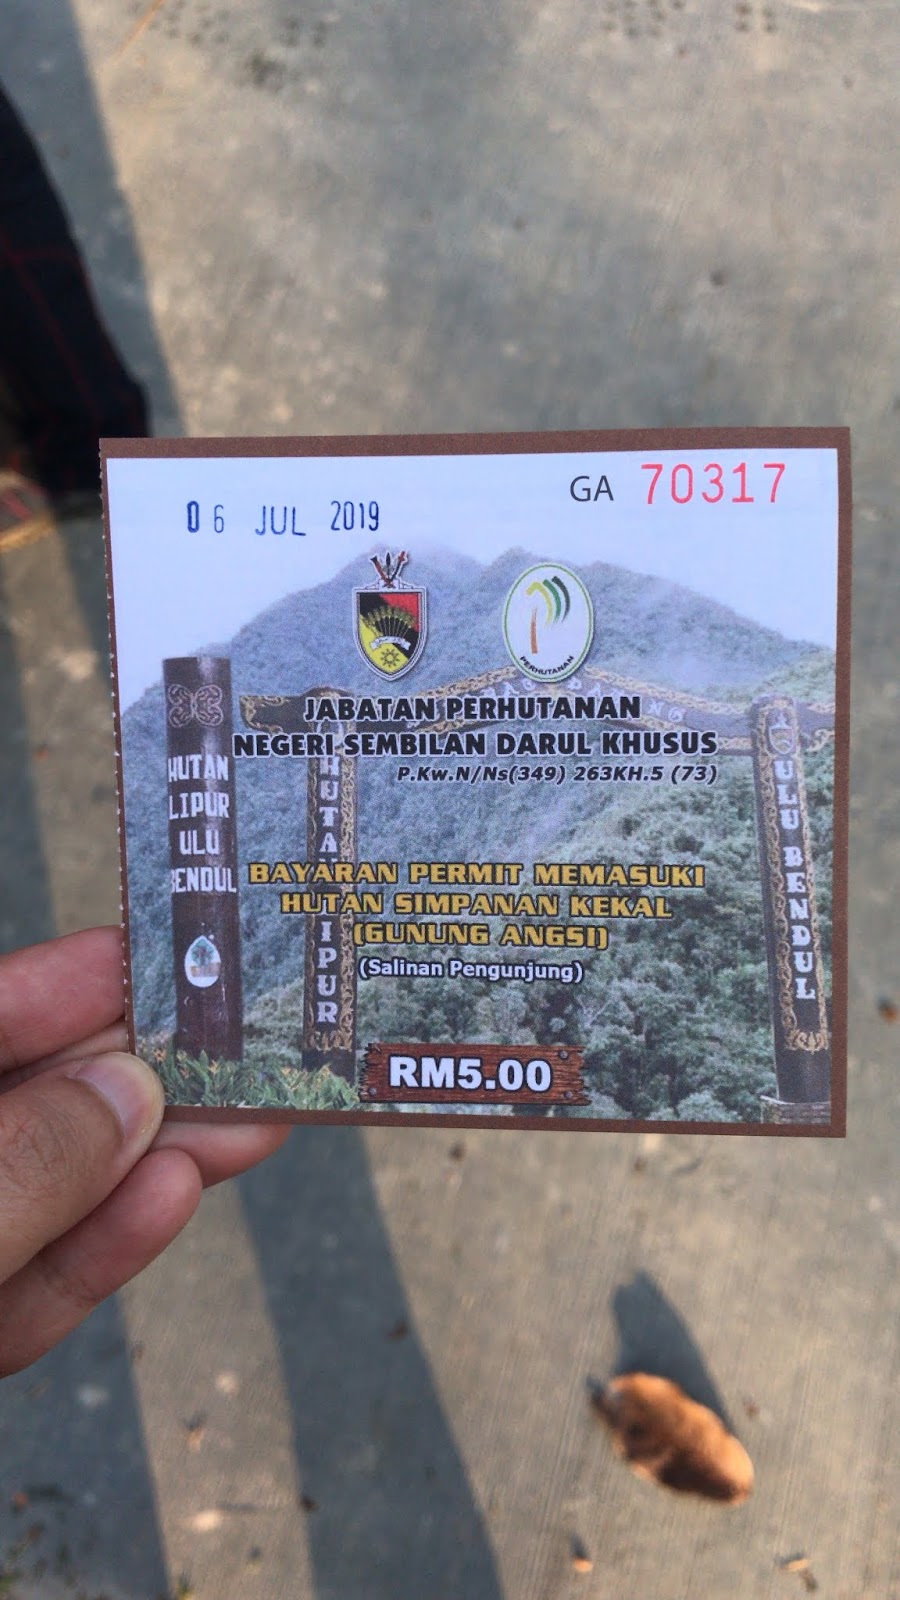 06 JUL 2019
GA 70317
PERHUTANAN
JABATAN PERHUTANAN
NEGERI SEMBILAN DARUL KHUSUS
P.Kw.N/Ns(349) 263KH.5 (73)
HUTAN
LIPUR
ULU
BENDUL
HUTAN LIPUR
ULU BENDUL
BAYARAN PERMIT MEMASUKI
HUTAN SIMPANAN KEKAL
(GUNUNG ANGSI)
(Salinan Pengunjung)
RM5.00